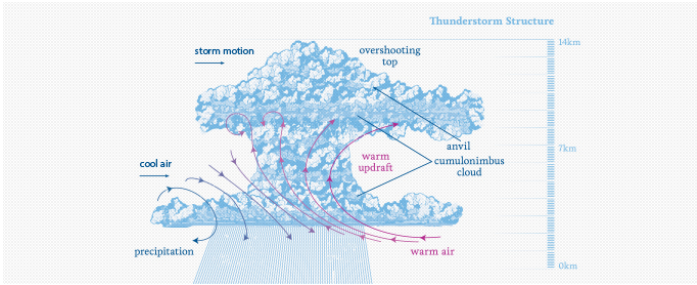 Thunderstorm Structure
14km
storm motion
overshooting
top
anvil
7km
cool air
warm
updraft
cumulonimbus
cloud
precipitation
warm air
0km